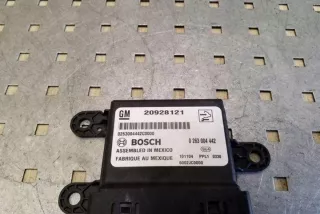 GM
20928121
BOSCH
0 263 004 442
ASSEMBLED IN MEXICO
FABRIQUE AU MEXIQUE